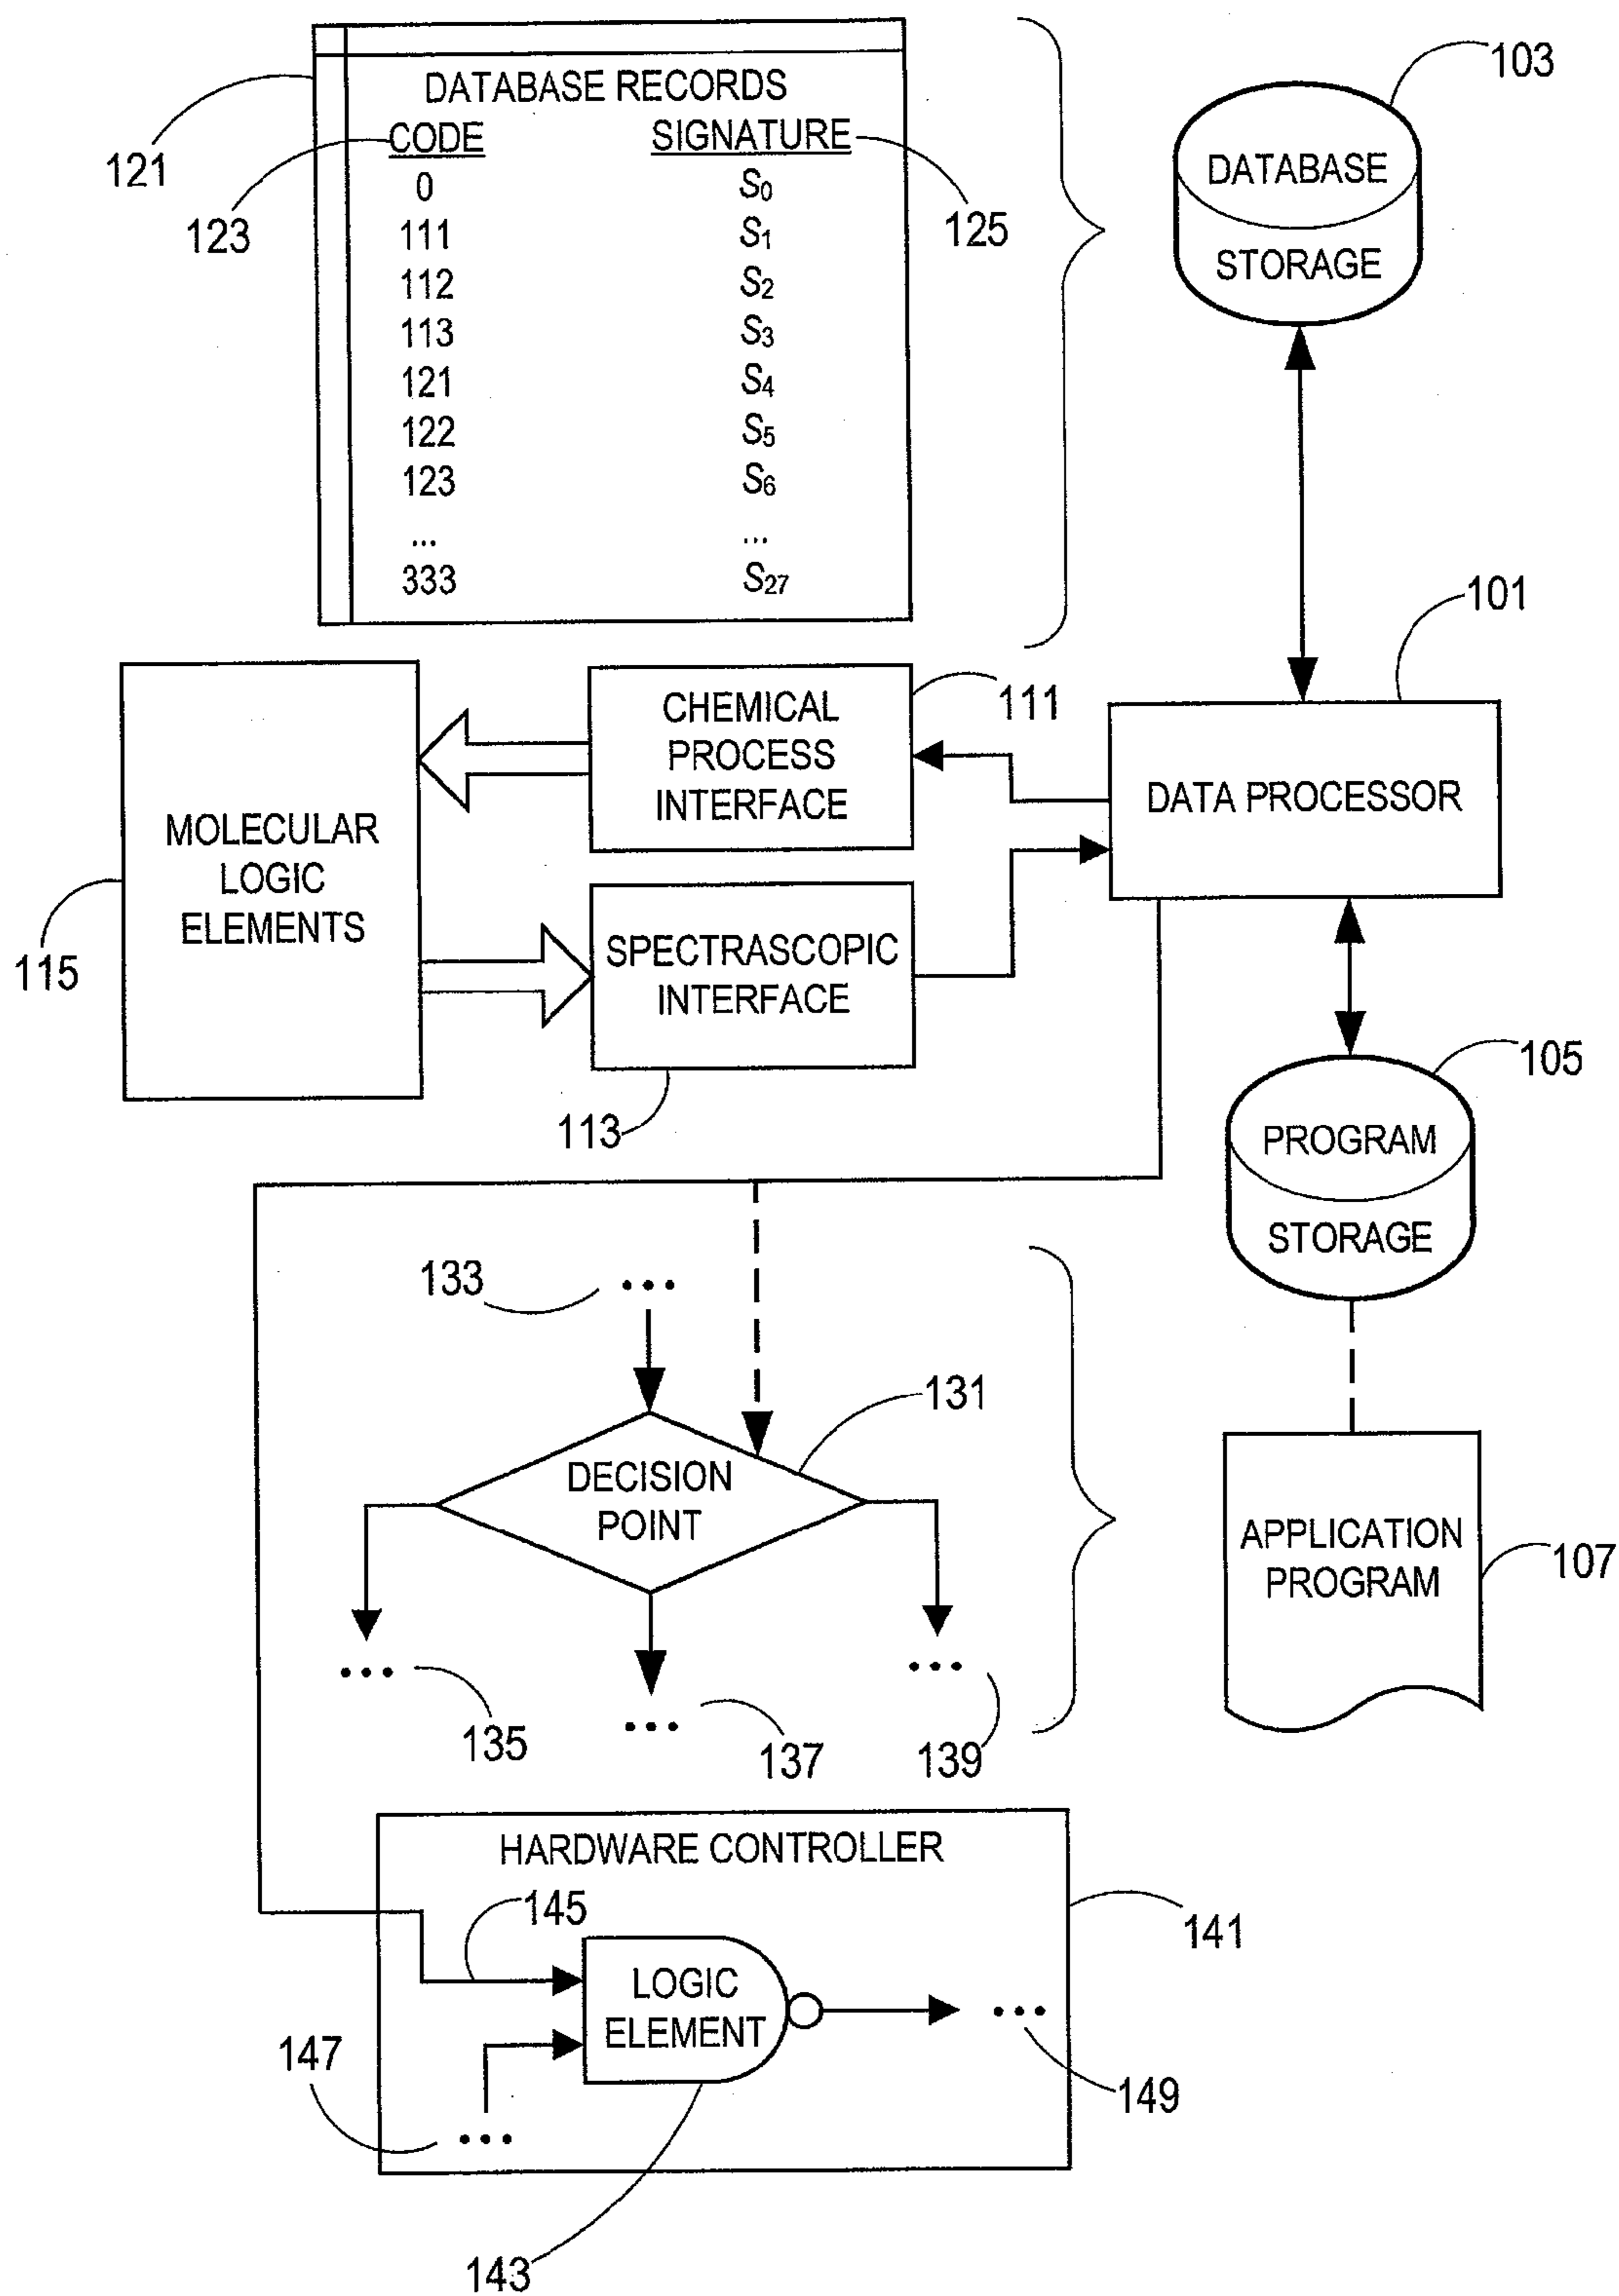 103
DATABASE RECORDS
CODE SIGNATURE
121
123
125
0 S0
111 S1
112 S2
113 S3
121 S4
122 S5
123 S6
... ...
333 S27
DATABASE
STORAGE
101
DATA PROCESSOR
CHEMICAL
PROCESS
INTERFACE
111
MOLECULAR
LOGIC
ELEMENTS
115
SPECTRASCOPIC
INTERFACE
113
105
PROGRAM
STORAGE
133
...
131
DECISION
POINT
APPLICATION
PROGRAM
107
...
135
...
137
...
139
HARDWARE CONTROLLER
141
145
LOGIC
ELEMENT
147
...
...
149
143